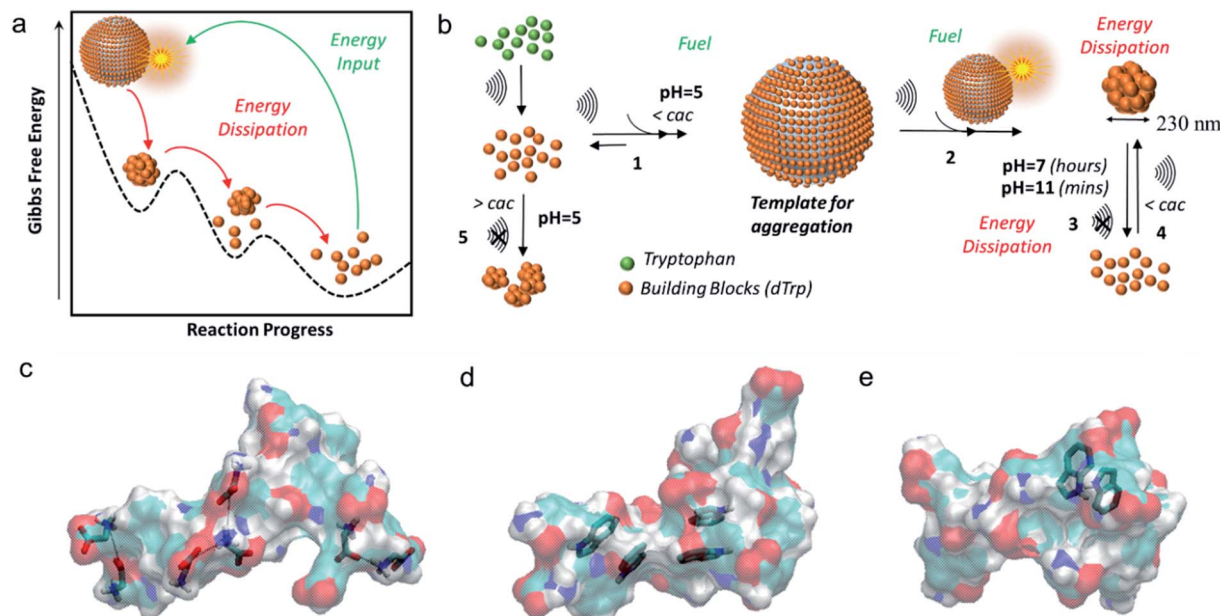 a
Gibbs Free Energy
Energy
Input
Energy
Dissipation
Reaction Progress
b
Fuel
pH=5
< cac
1
> cac
pH=5
5
Template for
aggregation
Tryptophan
Building Blocks (dTrp)
Fuel
2
Energy
Dissipation
230 nm
pH=7 (hours)
pH=11 (mins)
< cac
3
4
Energy
Dissipation
c
d
e